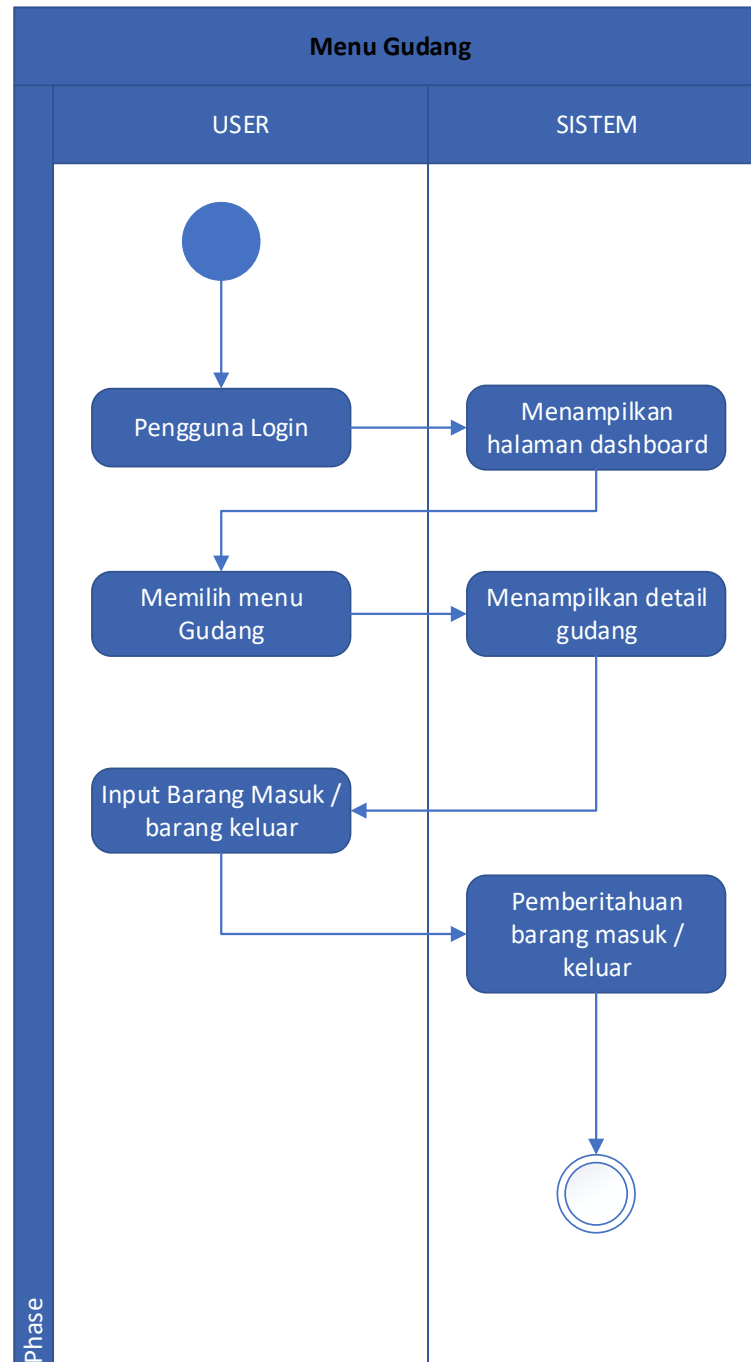 Menu Gudang
USER
SISTEM
Pengguna Login
Menampilkan
halaman dashboard
Memilih menu
Gudang
Menampilkan detail
gudang
Input Barang Masuk /
barang keluar
Pemberitahuan
barang masuk /
keluar
Phase